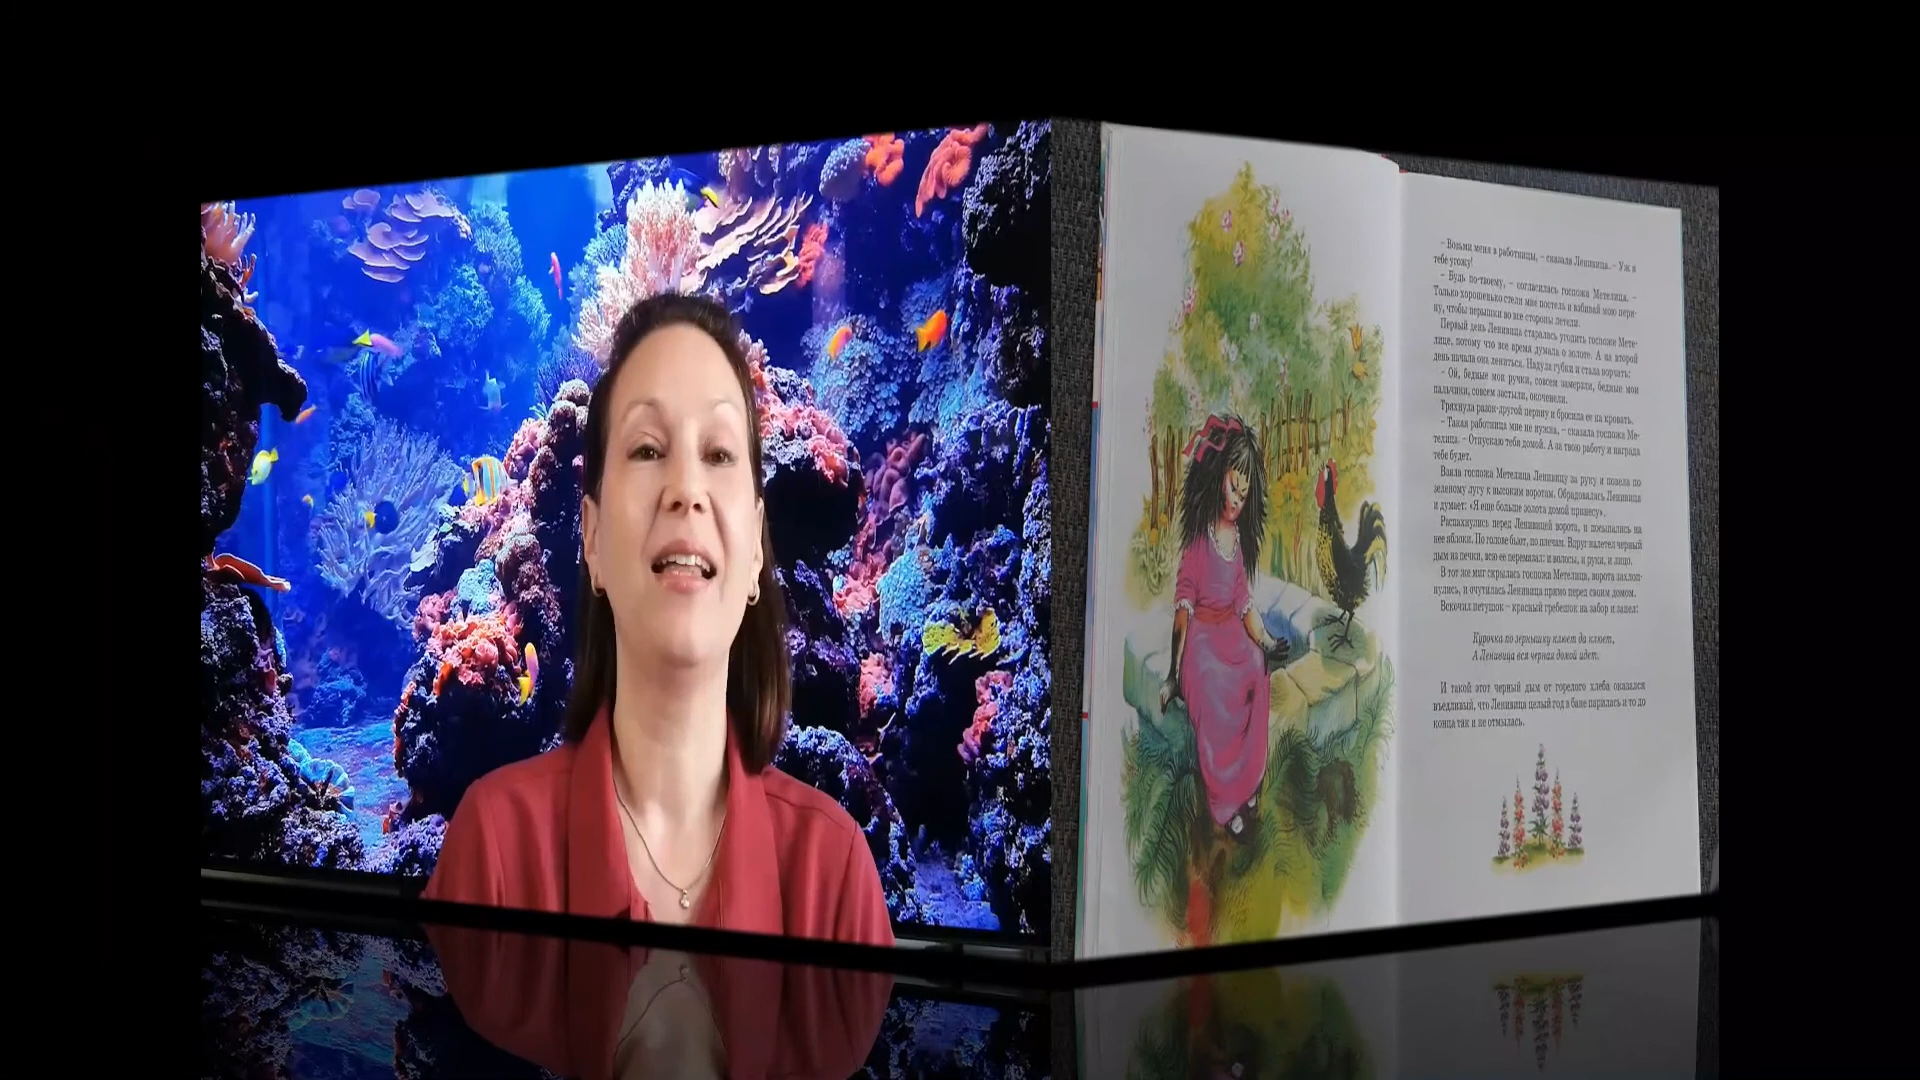 – Возьми меня в работницы, – сказала Ленивица. – Уж я
тебе угожу!
– Будь по-твоему, – согласилась госпожа Метелица. –
Только хорошенько стели мне постель и взбивай мою пери-
ну, чтобы перышки во все стороны летели.
Первый день Ленивица старалась угодить госпоже Мете-
лице, потому что все время думала о золоте. А на второй
день начала она лениться. Надула губки и стала ворчать:
– Ой, бедные мои ручки, совсем замерзли, бедные мои
пальчики, совсем застыли, окоченели.
Тряхнула разок-другой перину и бросила ее на кровать.
– Такая работница мне не нужна, – сказала госпожа Ме-
телица. – Отпускаю тебя домой. А за твою работу и награда
тебе будет.
Взяла госпожа Метелица Ленивицу за руку и повела по
зеленому лугу к высоким воротам. Обрадовалась Ленивица
и думает: «Я еще больше золота домой принесу».
Распахнулись перед Ленивицей ворота, и посыпались на
нее яблоки. По голове бьют, по плечам. Вдруг налетел черный
дым из печки, всю ее перемазал: и волосы, и руки, и лицо.
В тот же миг скрылась госпожа Метелица, ворота захлоп-
нулись, и очутилась Ленивица прямо перед своим домом.
Вскочил петушок – красный гребешок на забор и запел:
Курочка по зёрнышку клюет да клюет,
А Ленивица вся черная домой идет.
И такой этот черный дым от горелого хлеба оказался
въедливый, что Ленивица целый год в бане парилась и то до
конца так и не отмылась.